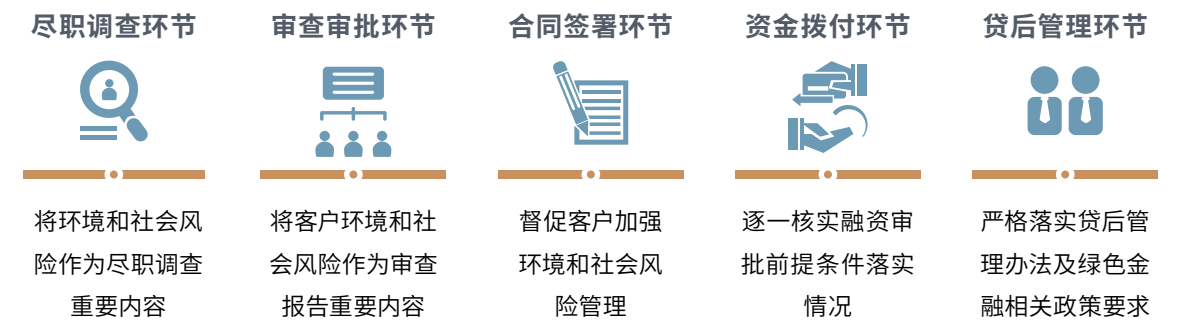 尽职调查环节
审查审批环节
合同签署环节
资金拨付环节
贷后管理环节
将环境和社会风
险作为尽职调查
重要内容
将客户环境和社
会风险作为审查
报告重要内容
督促客户加强
环境和社会风
险管理
逐一核实融资审
批前提条件落实
情况
严格落实贷后管
理办法及绿色金
融相关政策要求